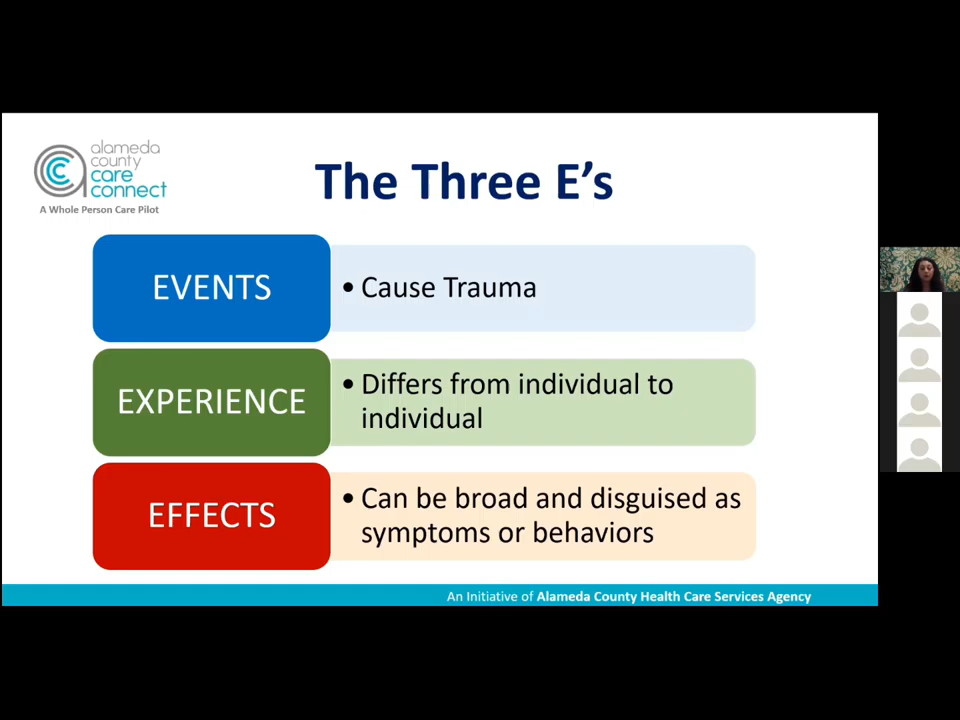 alameda
county
care
connect
A Whole Person Care Pilot
The Three E's
EVENTS
• Cause Trauma
EXPERIENCE
• Differs from individual to
individual
EFFECTS
• Can be broad and disguised as
symptoms or behaviors
An Initiative of Alameda County Health Care Services Agency